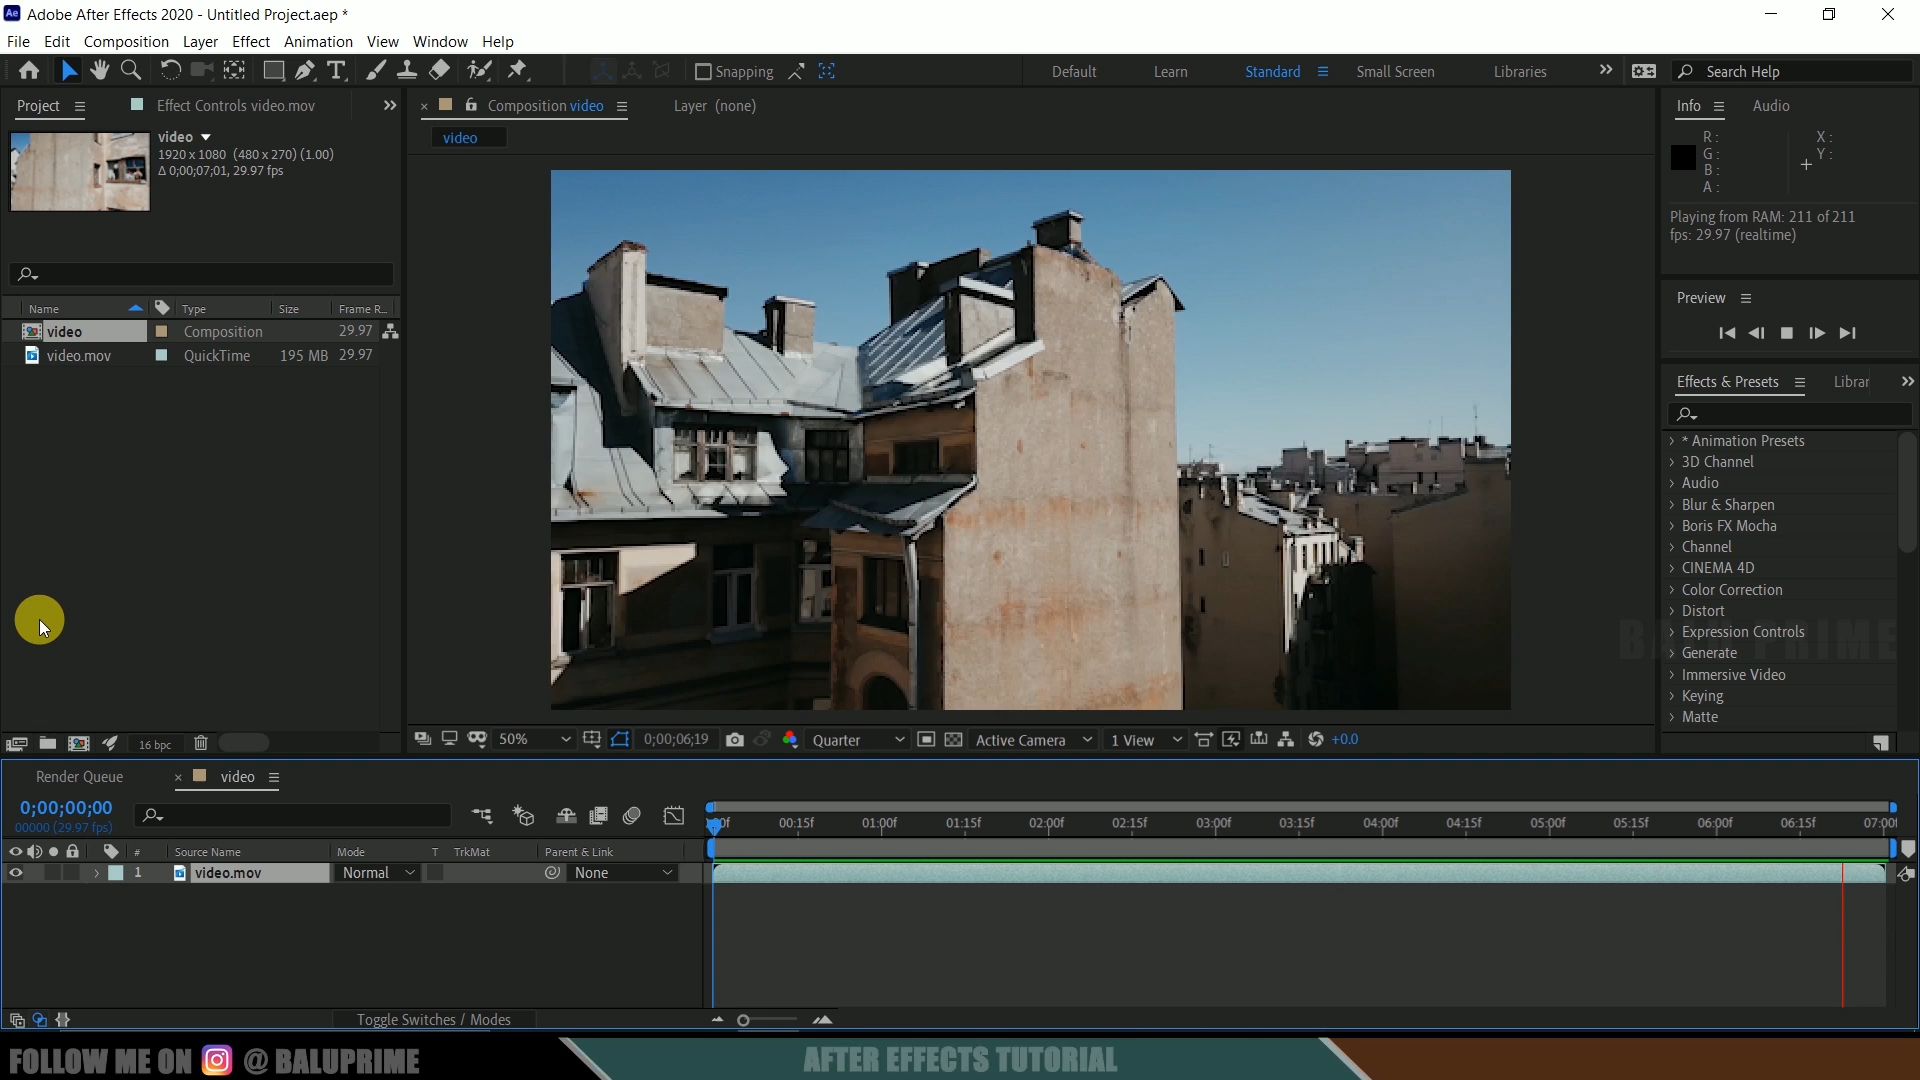 Ae Adobe After Effects 2020 - Untitled Project.aep *
File Edit Composition Layer Effect Animation View Window Help
Snapping Default Learn Standard Small Screen Libraries Search Help
Project Effect Controls video.mov
Composition video Layer (none)
Info Audio
video
1920 x 1080 (480 x 270) (1.00)
Δ 0;00;07;01, 29.97 fps
video
R :
G :
B :
A :
X :
Y :
Playing from RAM: 211 of 211
fps: 29.97 (realtime)
Preview
Name Type Size Frame R...
video Composition 29.97
video.mov QuickTime 195 MB 29.97
Effects & Presets Librar
* Animation Presets
3D Channel
Audio
Blur & Sharpen
Boris FX Mocha
Channel
CINEMA 4D
Color Correction
Distort
Expression Controls
Generate
Immersive Video
Keying
Matte
BALUPRIME
16 bpc
50% 0;00;06;19 Quarter Active Camera 1 View +0.0
Render Queue video
0;00;00;00
00000 (29.97 fps)
:00f 00:15f 01:00f 01:15f 02:00f 02:15f 03:00f 03:15f 04:00f 04:15f 05:00f 05:15f 06:00f 06:15f 07:00f
# Source Name Mode T TrkMat Parent & Link
1 video.mov Normal None
Toggle Switches / Modes
FOLLOW ME ON @ BALUPRIME
AFTER EFFECTS TUTORIAL